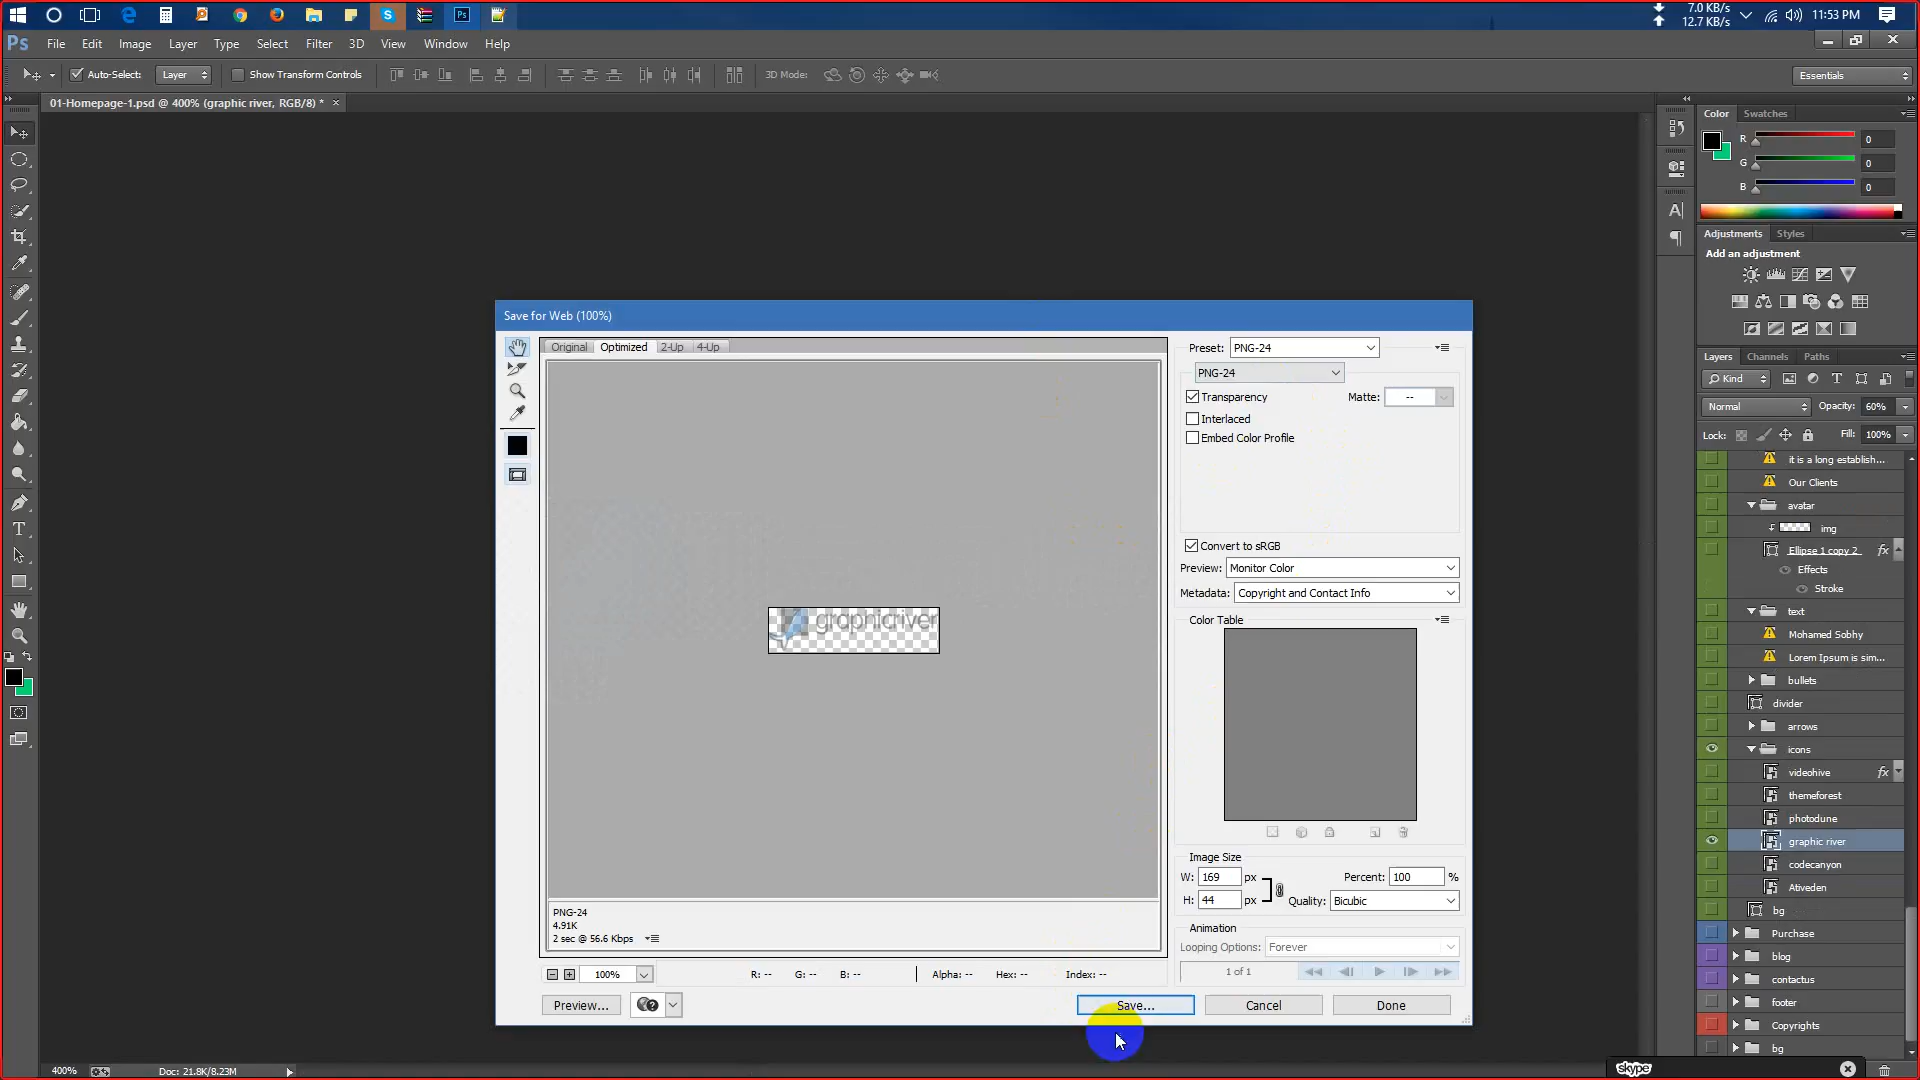 7.0 KB/s
12.7 KB/s
11:53 PM
Ps
File Edit Image Layer Type Select Filter 3D View Window Help
Auto-Select: Layer Show Transform Controls 3D Mode: Essentials
01-Homepage-1.psd @ 400% (graphic river, RGB/8) * ×
Color Swatches
R 0
G 0
B 0
Adjustments Styles
Add an adjustment
Layers Channels Paths
Kind
Normal Opacity: 60%
Lock: Fill: 100%
it is a long establish...
Our Clients
avatar
img
Ellipse 1 copy 2 fx
Effects
Stroke
text
Mohamed Sobhy
Lorem Ipsum is sim...
bullets
divider
arrows
icons
videohive fx
themeforest
photodune
graphic river
codecanyon
Ativeden
bg
Purchase
blog
contactus
footer
Copyrights
bg
Save for Web (100%)
Original Optimized 2-Up 4-Up
graphicriver
PNG-24
4.91K
2 sec @ 56.6 Kbps
100% R: -- G: -- B: -- Alpha: -- Hex: -- Index: --
Preview... Save... Cancel Done
Preset: PNG-24
PNG-24
Transparency Matte: --
Interlaced
Embed Color Profile
Convert to sRGB
Preview: Monitor Color
Metadata: Copyright and Contact Info
Color Table
Image Size
W: 169 px Percent: 100 %
H: 44 px Quality: Bicubic
Animation
Looping Options: Forever
1 of 1
400% Doc: 21.8K/8.23M
skype